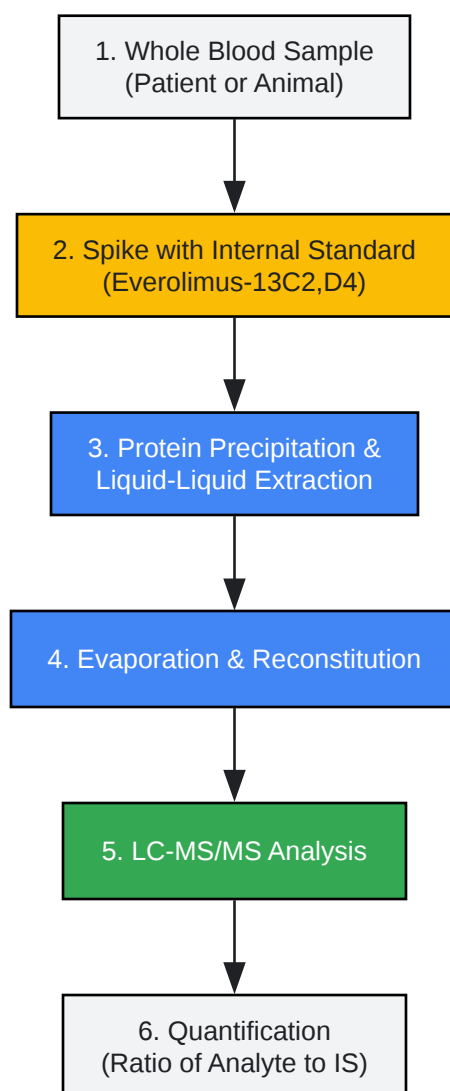 1. Whole Blood Sample
(Patient or Animal)
2. Spike with Internal Standard
(Everolimus-13C2,D4)
3. Protein Precipitation &
Liquid-Liquid Extraction
4. Evaporation & Reconstitution
5. LC-MS/MS Analysis
6. Quantification
(Ratio of Analyte to IS)